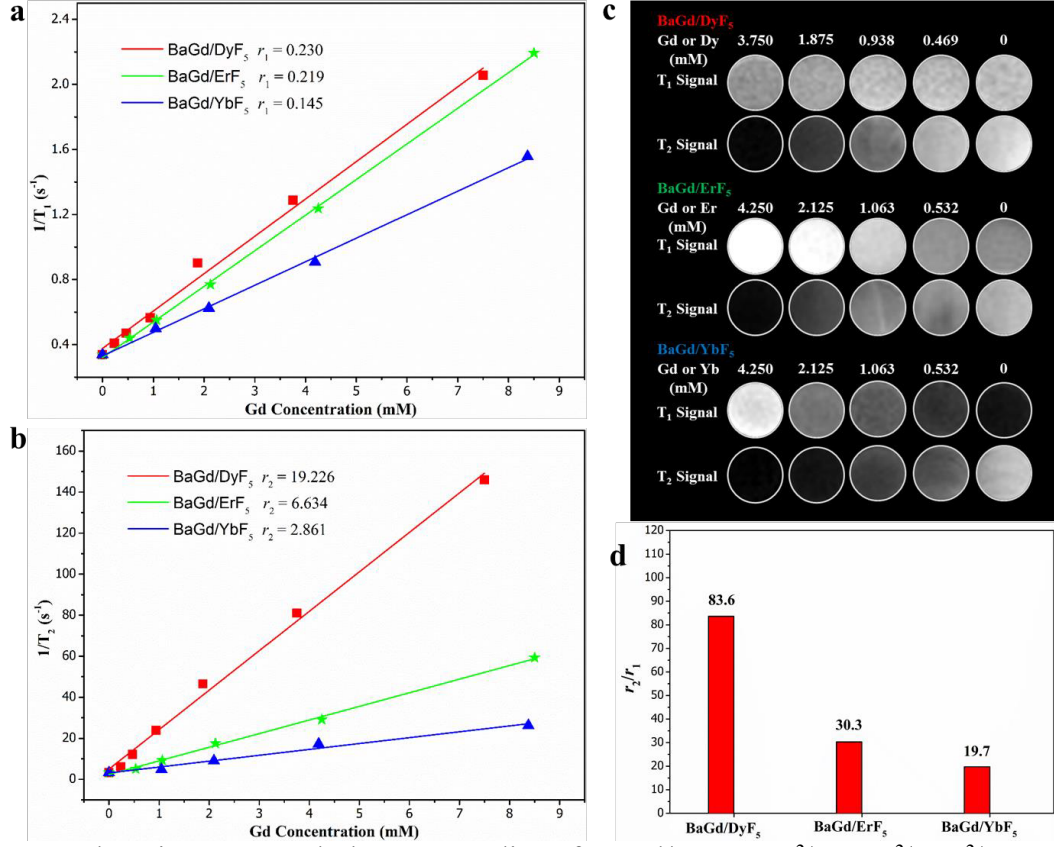 a
2.4
2.0
1.6
1.2
0.8
0.4
1/T1 (s-1)
BaGd/DyF5 r1 = 0.230
BaGd/ErF5 r1 = 0.219
BaGd/YbF5 r1 = 0.145
0 1 2 3 4 5 6 7 8 9
Gd Concentration (mM)
b
160
140
120
100
80
60
40
20
0
1/T2 (s-1)
BaGd/DyF5 r2 = 19.226
BaGd/ErF5 r2 = 6.634
BaGd/YbF5 r2 = 2.861
0 1 2 3 4 5 6 7 8 9
Gd Concentration (mM)
c
BaGd/DyF5
Gd or Dy 3.750 1.875 0.938 0.469 0
(mM)
T1 Signal
T2 Signal
BaGd/ErF5
Gd or Er 4.250 2.125 1.063 0.532 0
(mM)
T1 Signal
T2 Signal
BaGd/YbF5
Gd or Yb 4.250 2.125 1.063 0.532 0
(mM)
T1 Signal
T2 Signal
d
120
110
100
90
80
70
60
50
40
30
20
10
0
r2/r1
83.6
30.3
19.7
BaGd/DyF5 BaGd/ErF5 BaGd/YbF5